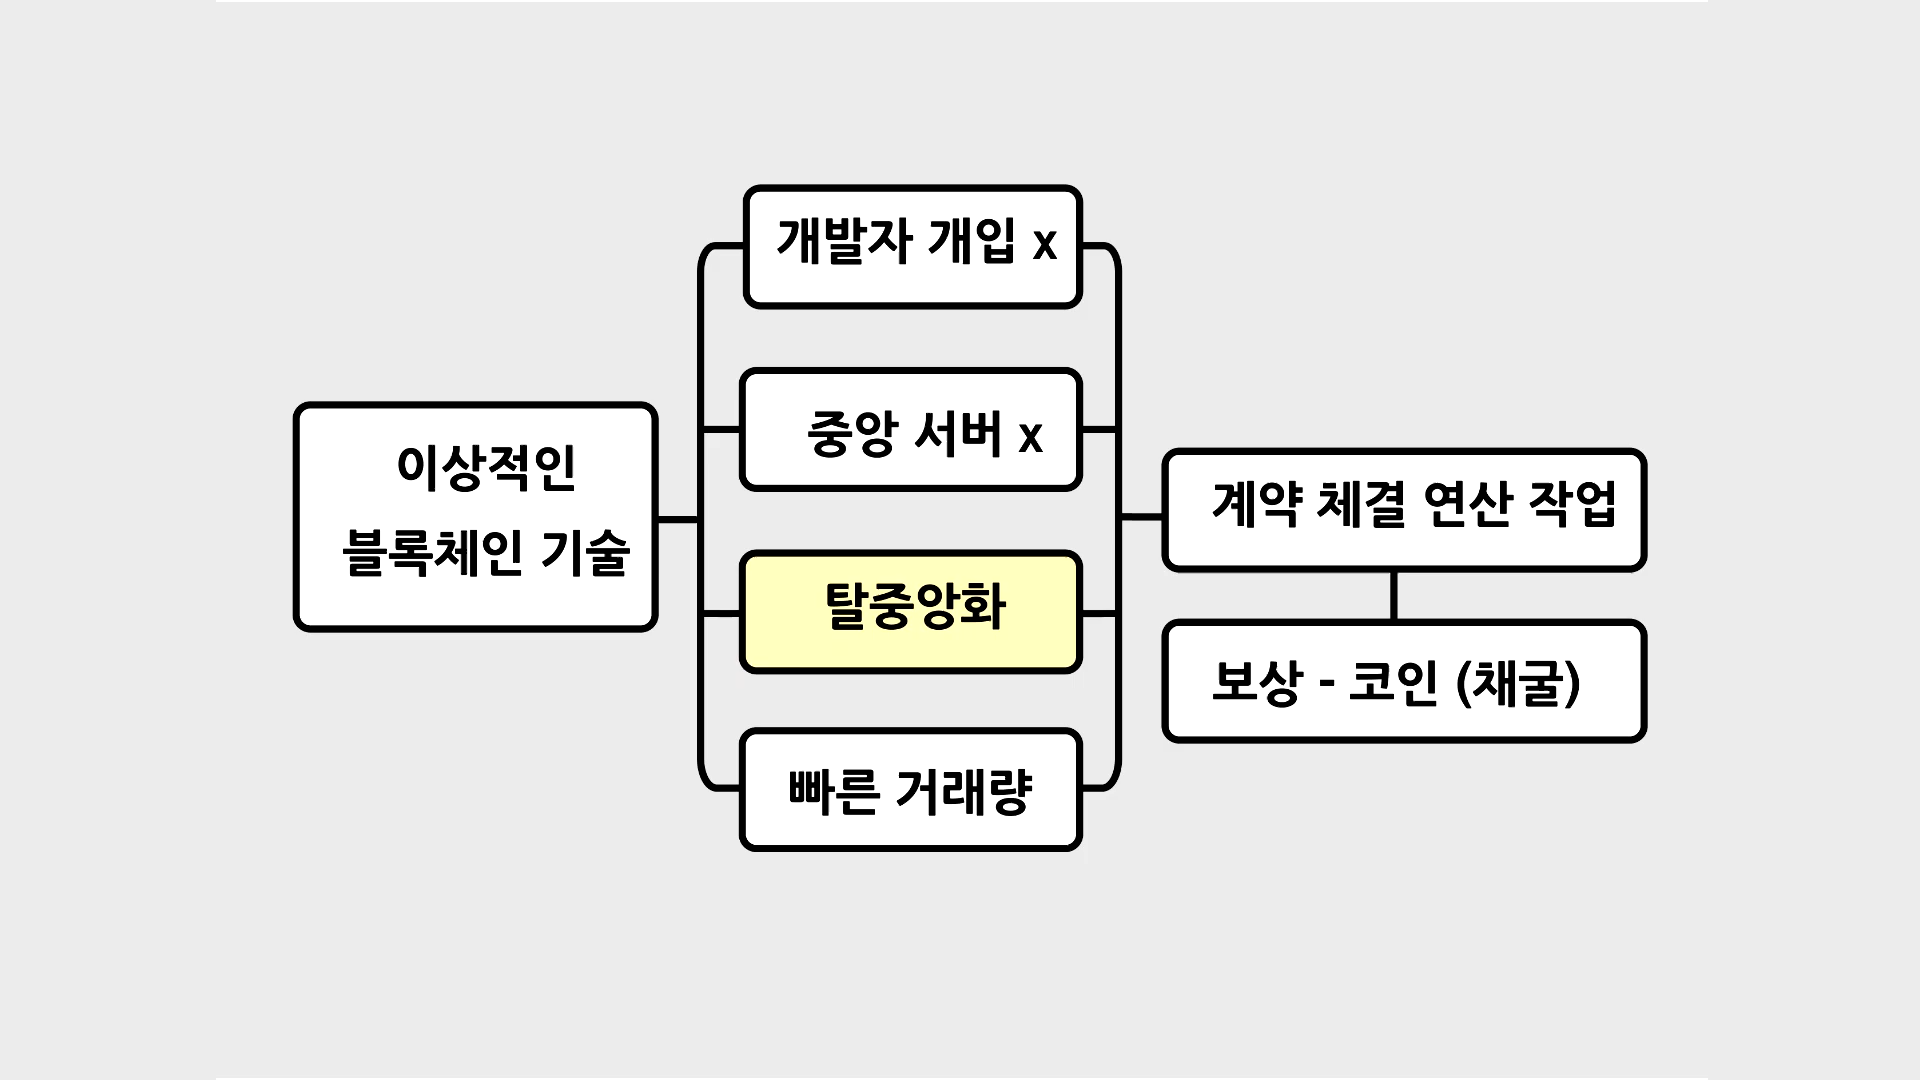 이상적인
블록체인 기술
개발자 개입 x
중앙 서버 x
탈중앙화
빠른 거래량
계약 체결 연산 작업
보상 - 코인 (채굴)